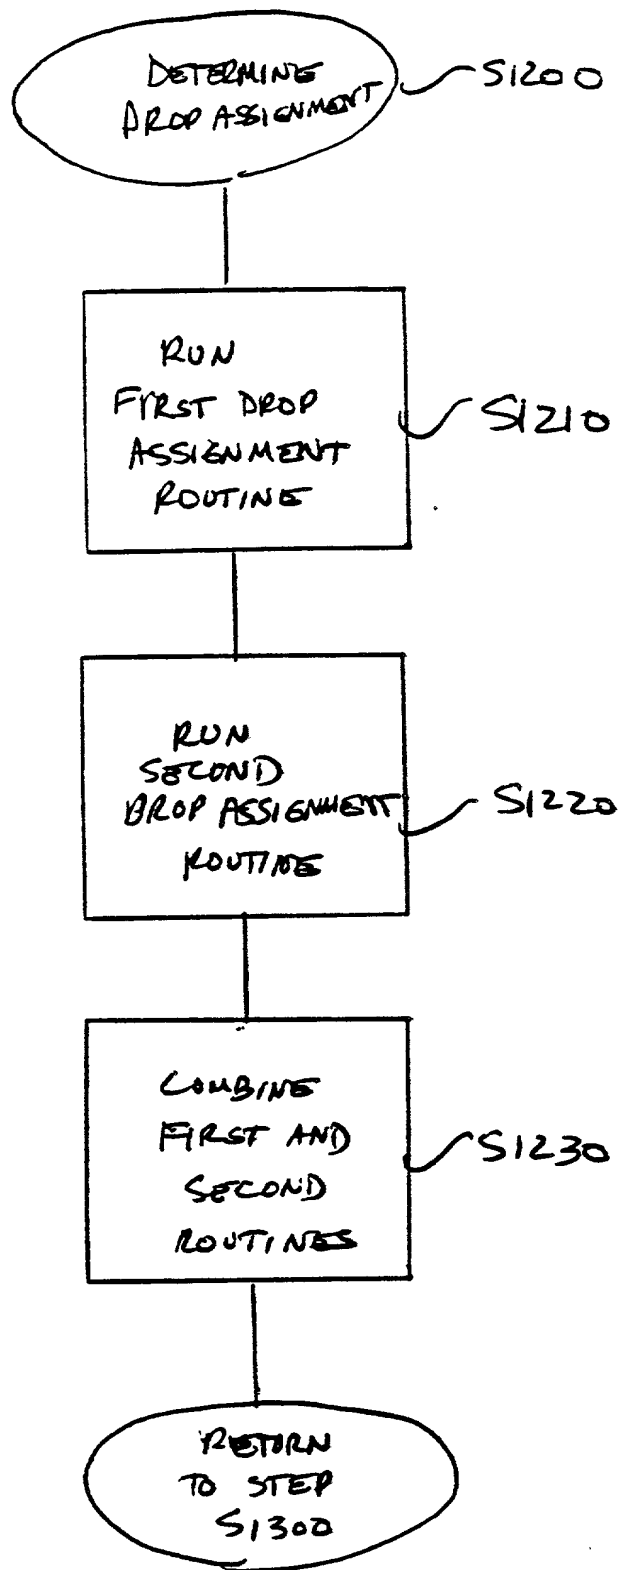 DETERMINE
DROP ASSIGNMENT
S1200
RUN
FIRST DROP
ASSIGNMENT
ROUTINE
S1210
RUN
SECOND
DROP ASSIGNMENT
ROUTINE
S1220
COMBINE
FIRST AND
SECOND
ROUTINES
S1230
RETURN
TO STEP
S1300